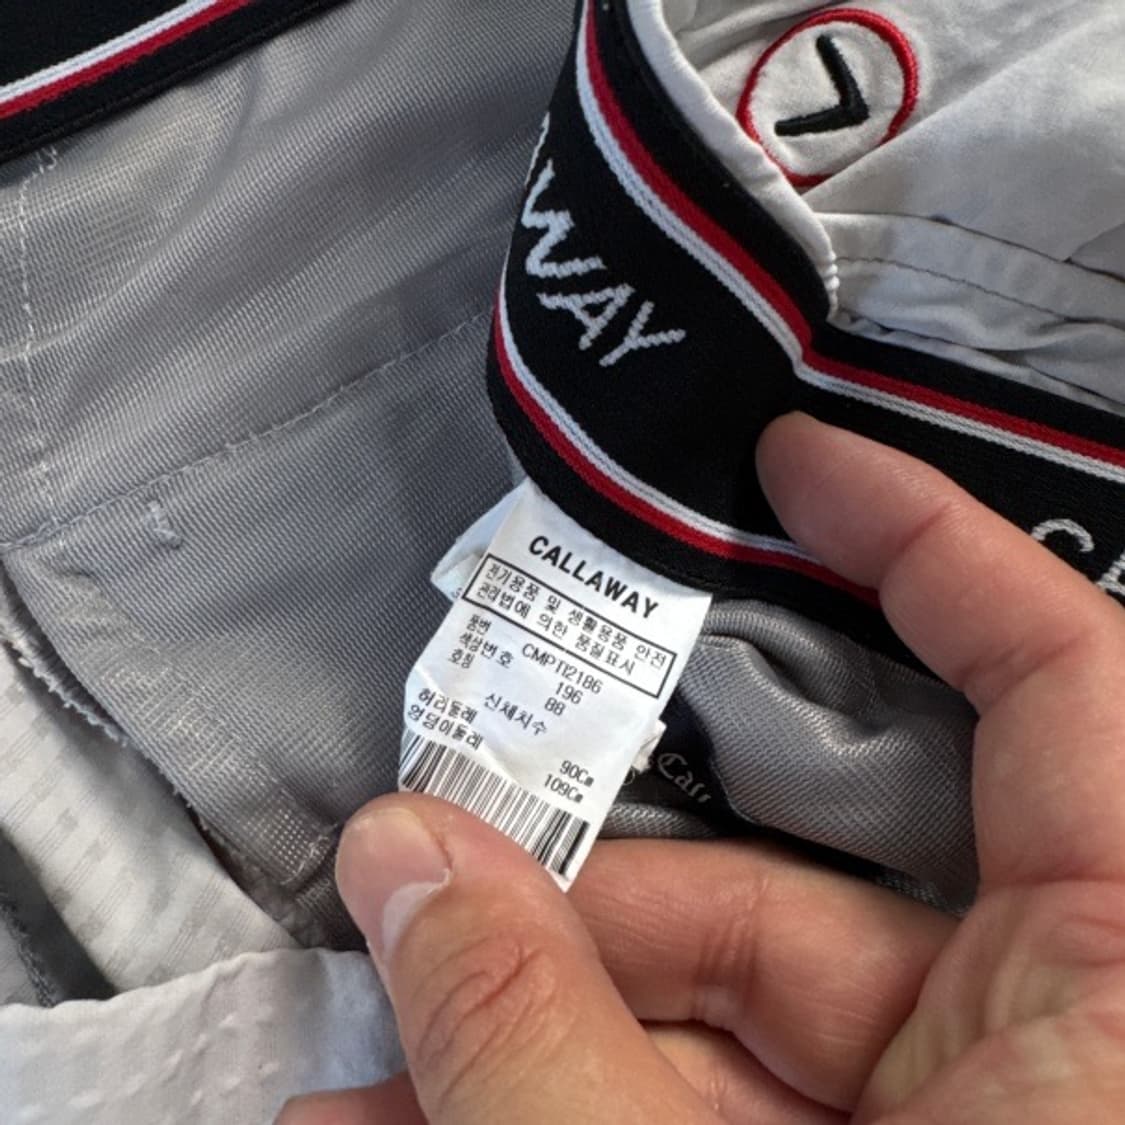 WAY
CALLAWAY
전기용품 및 생활용품 안전
관리법에 의한 품질표시
품번 CMPTI2186
색상번호 196
호칭 88
신체치수
허리둘레 90Cm
엉덩이둘레 109Cm